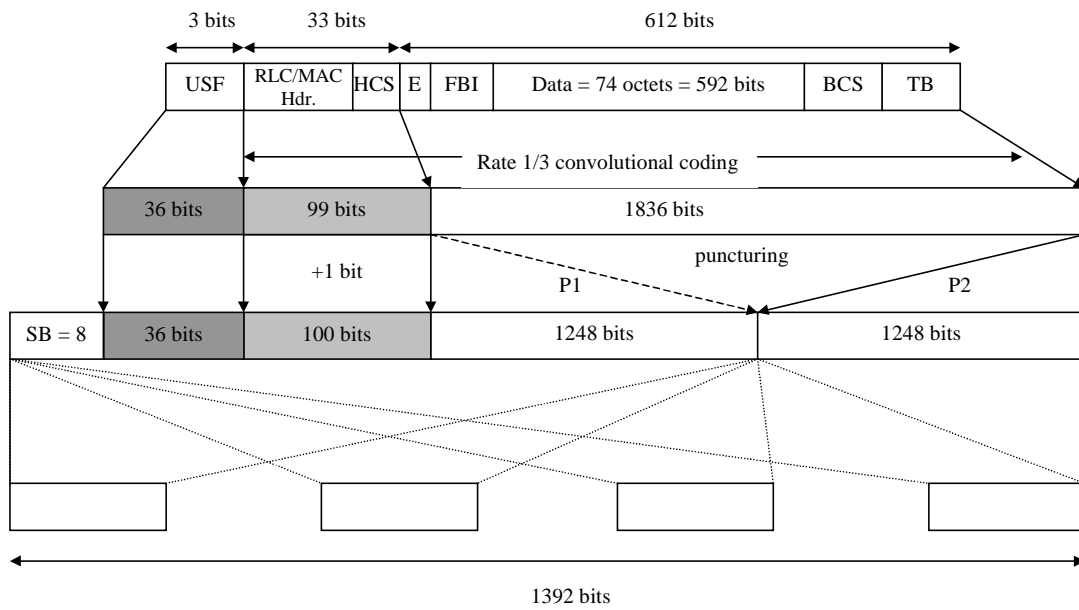 3 bits 33 bits 612 bits
USF RLC/MAC Hdr. HCS E FBI Data = 74 octets = 592 bits BCS TB
Rate 1/3 convolutional coding
36 bits 99 bits 1836 bits
+1 bit puncturing
P1 P2
SB = 8 36 bits 100 bits 1248 bits 1248 bits
1392 bits